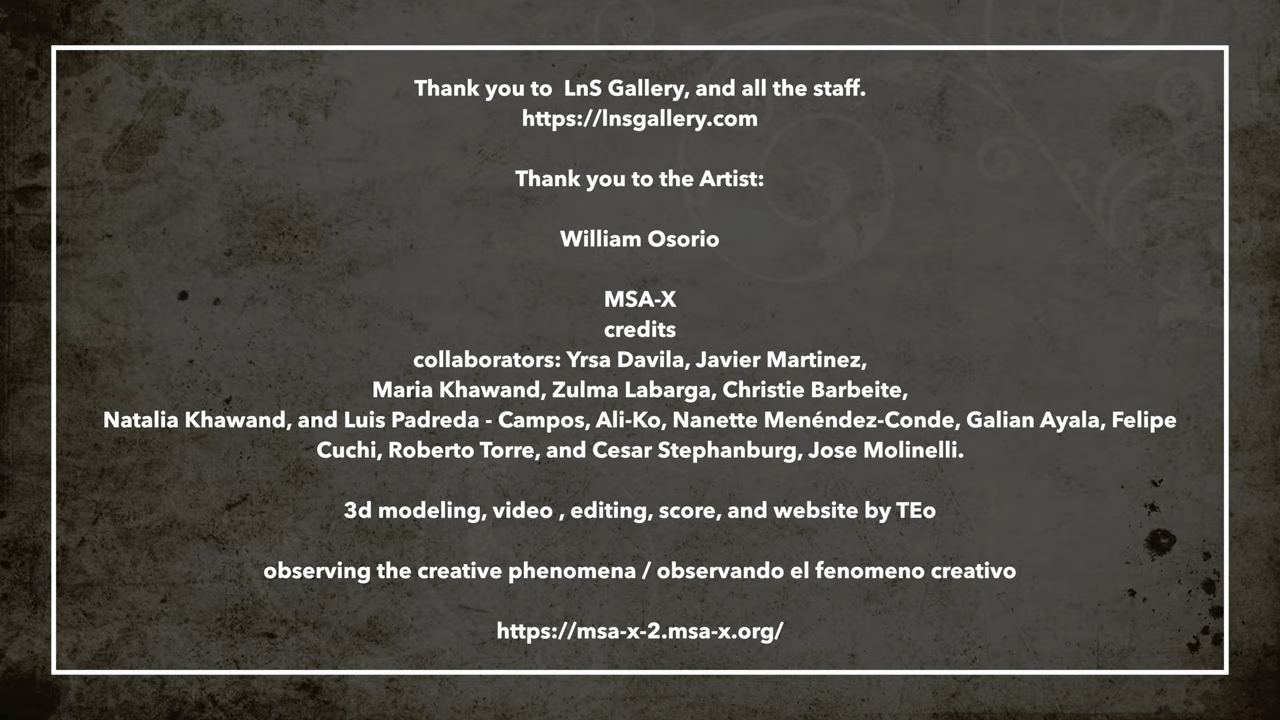 Thank you to  LnS Gallery, and all the staff.
https://lnsgallery.com
Thank you to the Artist:
William Osorio
MSA-X
credits
collaborators: Yrsa Davila, Javier Martinez,
Maria Khawand, Zulma Labarga, Christie Barbeite,
Natalia Khawand, and Luis Padreda - Campos, Ali-Ko, Nanette Menéndez-Conde, Galian Ayala, Felipe
Cuchi, Roberto Torre, and Cesar Stephanburg, Jose Molinelli.
3d modeling, video , editing, score, and website by TEo
observing the creative phenomena / observando el fenomeno creativo
https://msa-x-2.msa-x.org/